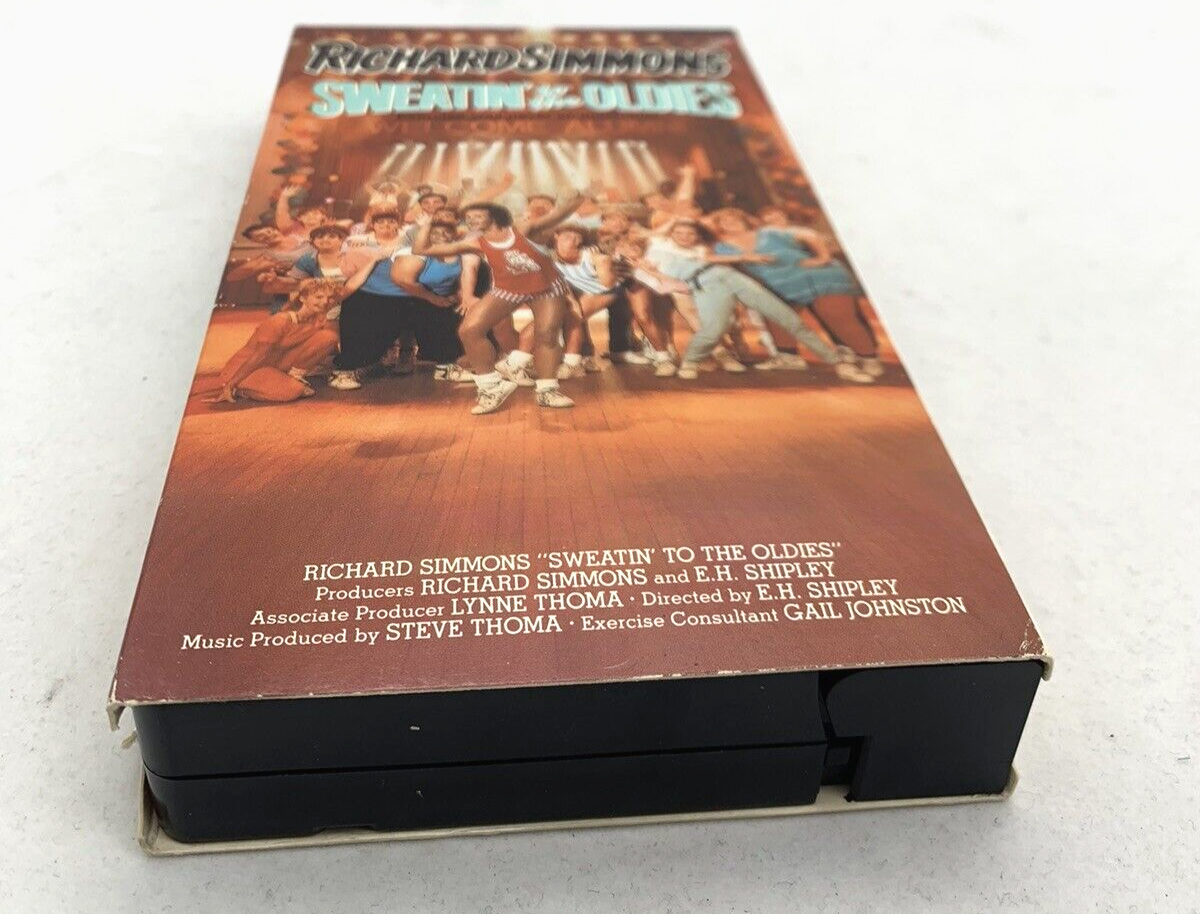 RICHARD SIMMONS
SWEATIN' to the OLDIES
WELCOME
RICHARD SIMMONS "SWEATIN' TO THE OLDIES"
Producers RICHARD SIMMONS and E.H. SHIPLEY
Associate Producer LYNNE THOMA · Directed by E.H. SHIPLEY
Music Produced by STEVE THOMA · Exercise Consultant GAIL JOHNSTON